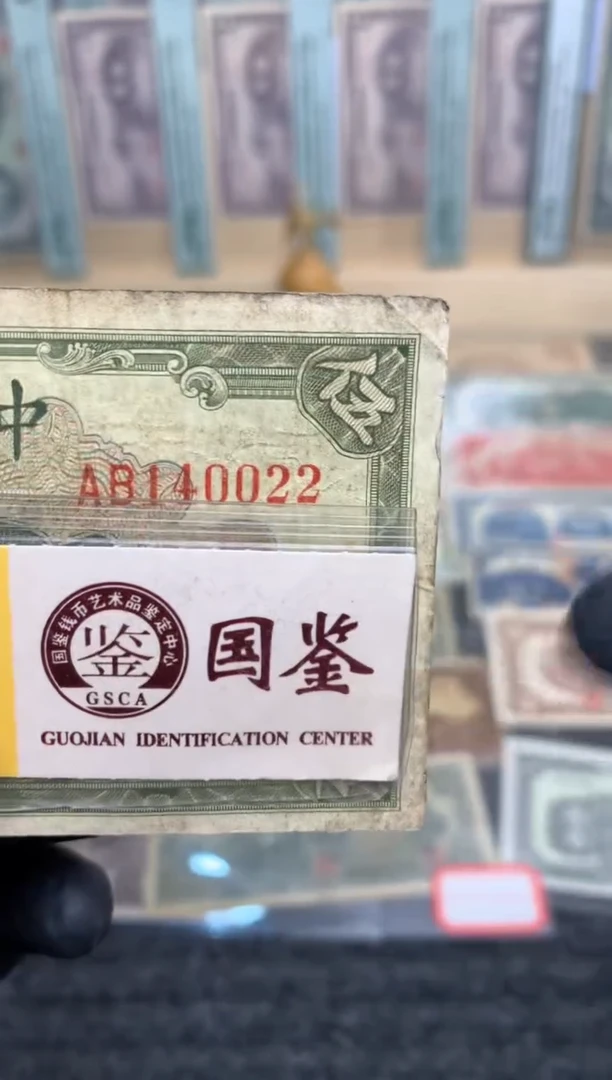 中
伍
AB140022
国鉴钱币艺术品鉴定中心
鉴
GSCA
国鉴
GUOJIAN IDENTIFICATION CENTER